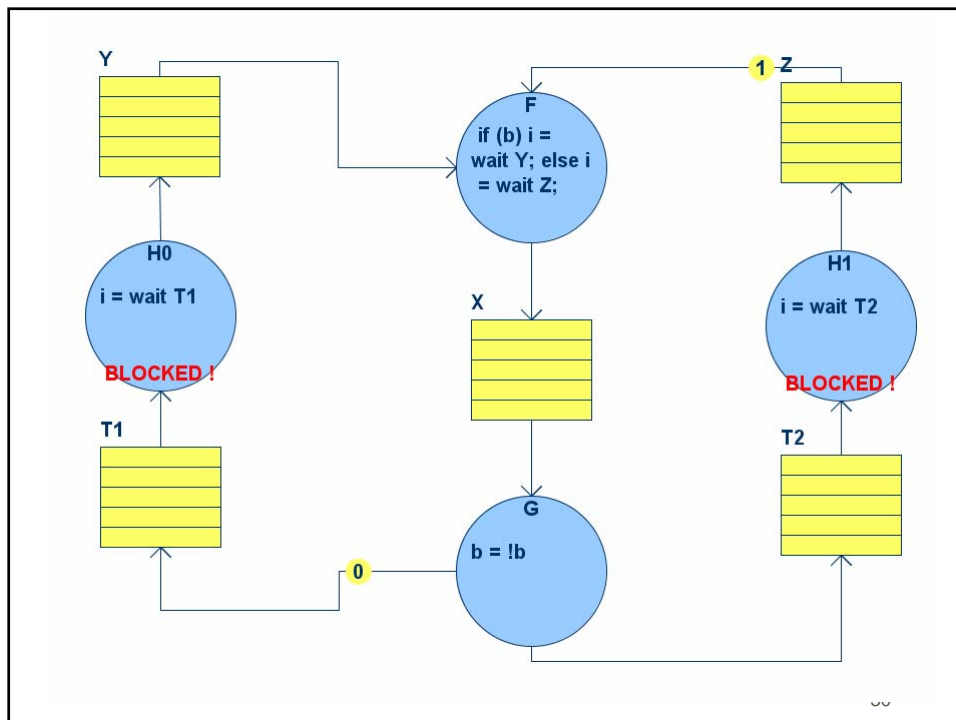 Y
1
Z
F
if (b) i =
wait Y; else i
= wait Z;
H0
i = wait T1
BLOCKED !
H1
i = wait T2
BLOCKED !
X
T1
T2
G
b = !b
0